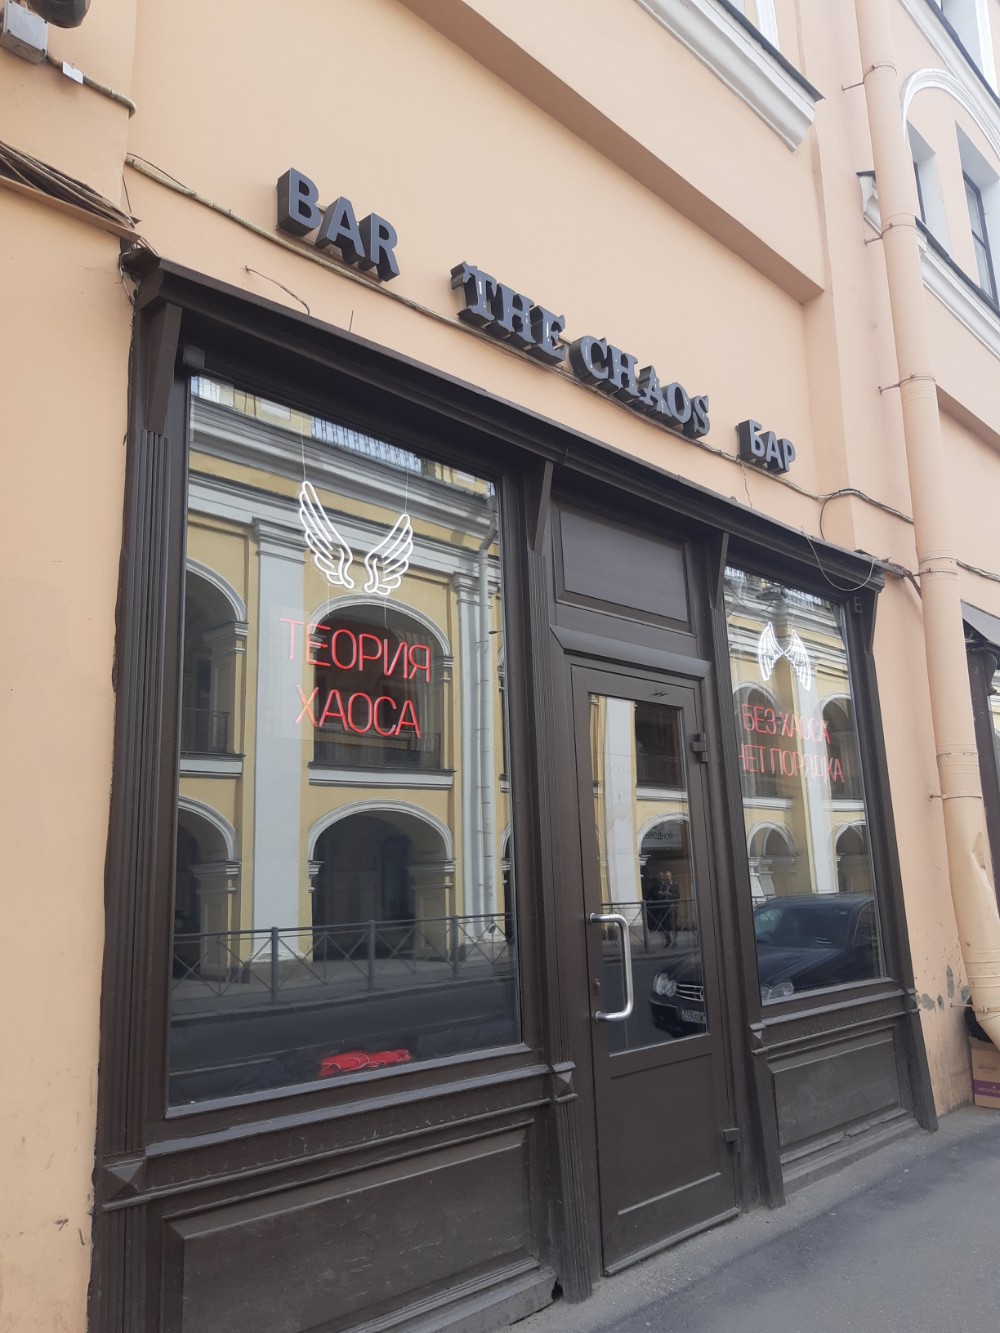 BAR THE CHAOS БАР
ТЕОРИЯ
ХАОСА
БЕЗ ХАОСА
НЕТ ПОРЯДКА